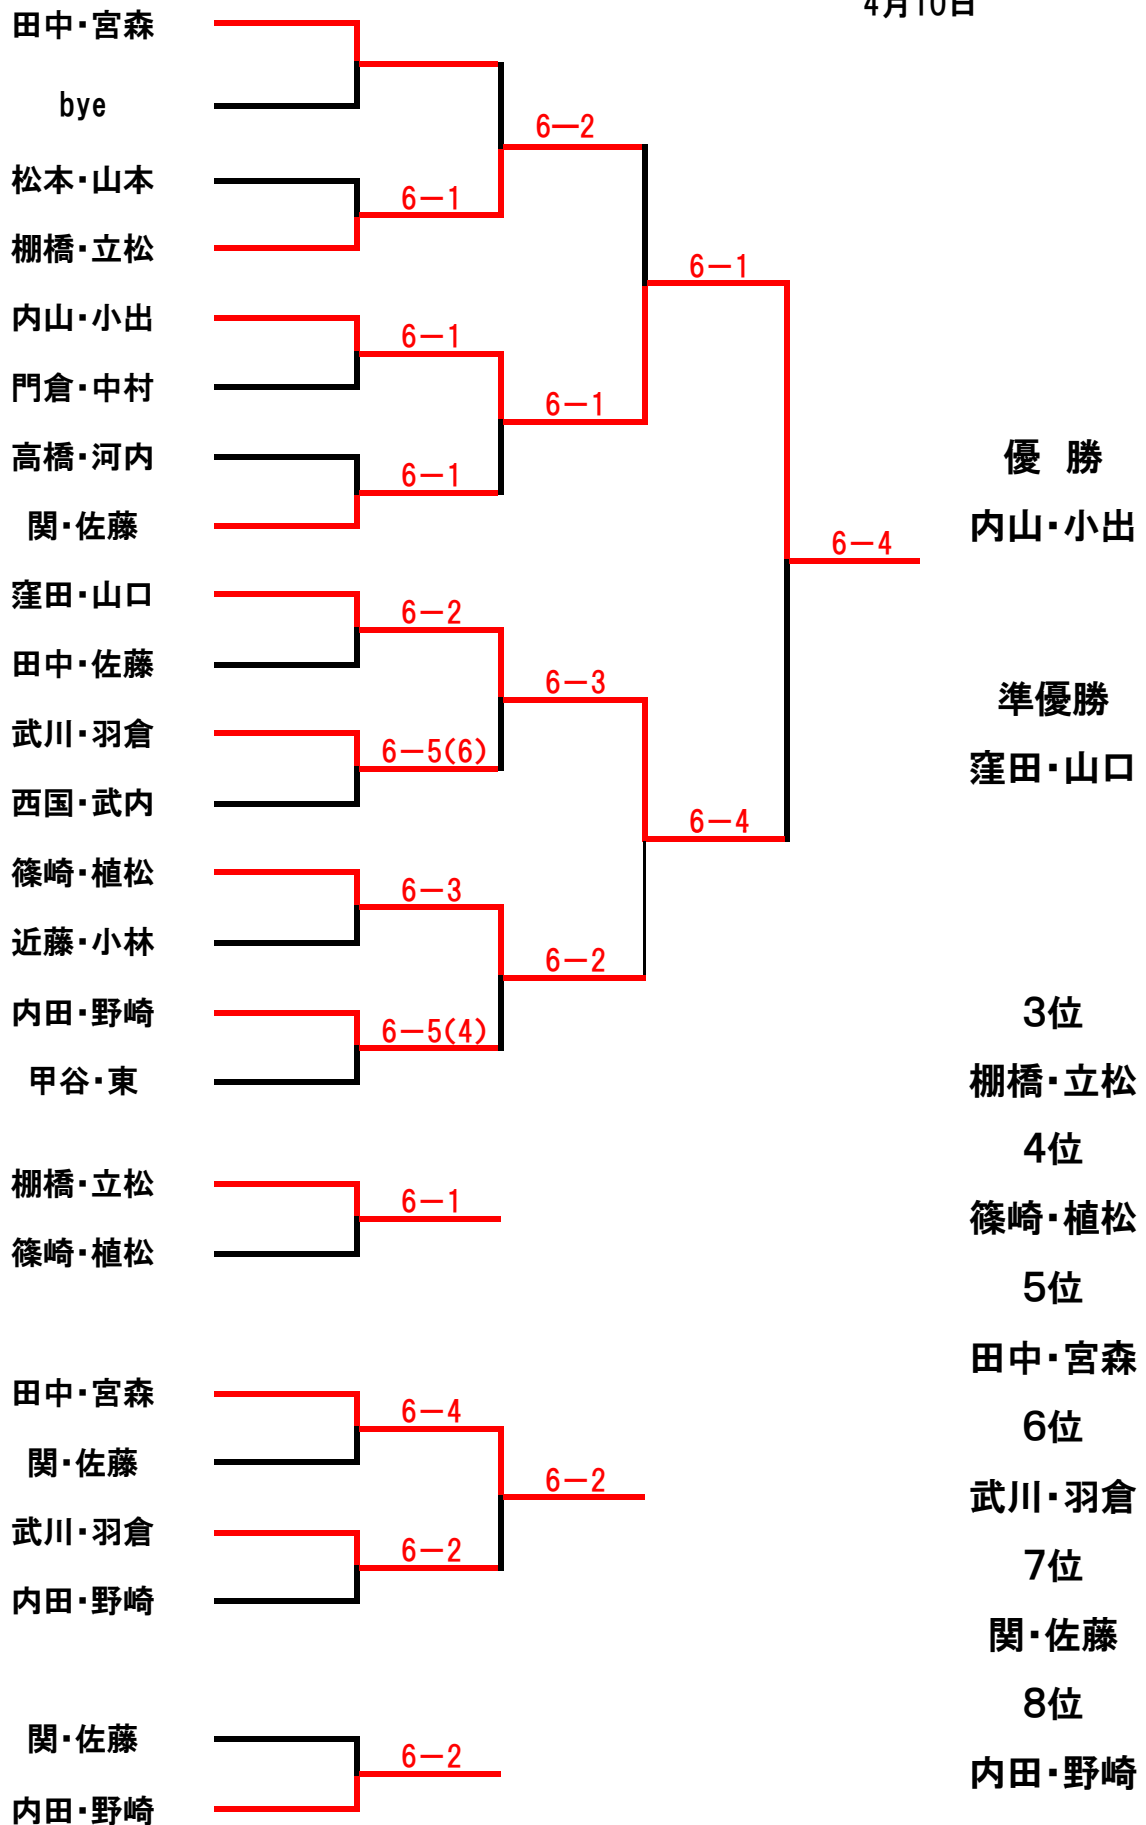 4月10日
田中・宮森
bye
6－2
松本・山本
6－1
棚橋・立松
6－1
内山・小出
6－1
門倉・中村
6－1
高橋・河内
6－1
関・佐藤
優 勝
内山・小出
6－4
窪田・山口
6－2
田中・佐藤
6－3
武川・羽倉
6－5(6)
西国・武内
準優勝
窪田・山口
6－4
篠崎・植松
6－3
近藤・小林
6－2
内田・野崎
6－5(4)
甲谷・東
3位
棚橋・立松
4位
篠崎・植松
5位
田中・宮森
6位
武川・羽倉
7位
関・佐藤
8位
内田・野崎
棚橋・立松
6－1
篠崎・植松
田中・宮森
6－4
関・佐藤
6－2
武川・羽倉
6－2
内田・野崎
関・佐藤
6－2
内田・野崎